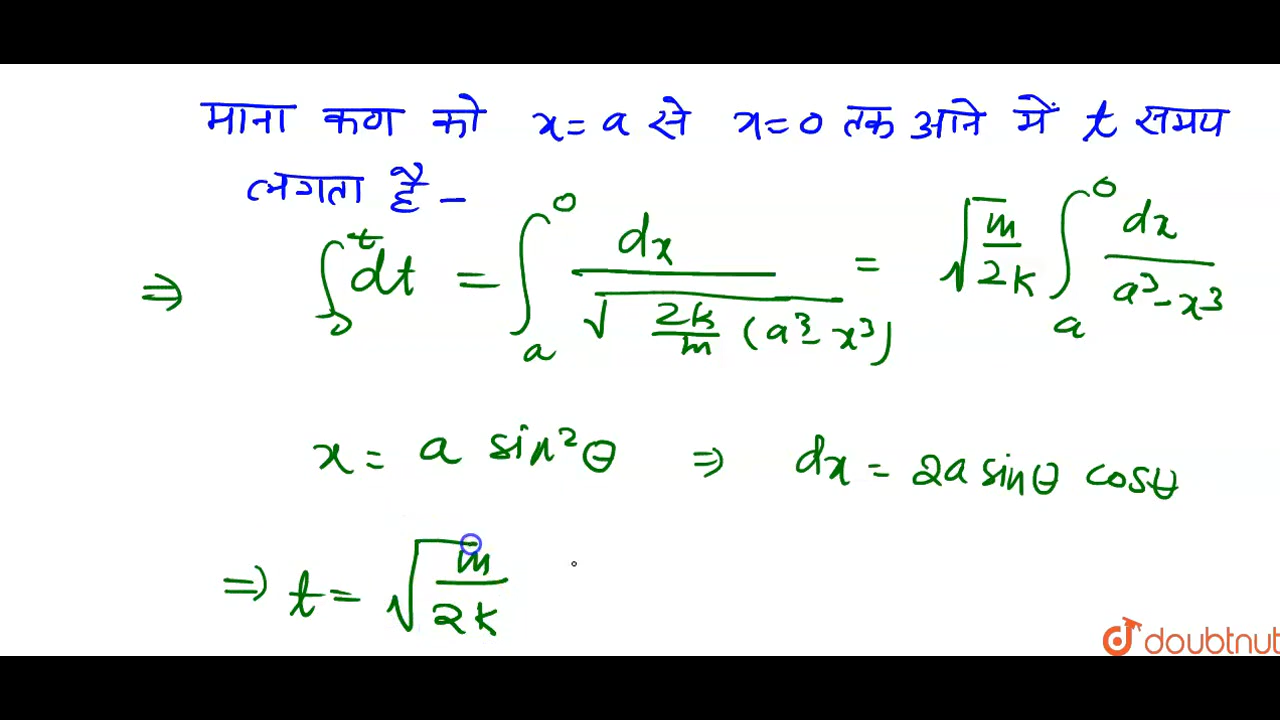 माना कण को x = a से x = 0 तक आने में t समय
लगता है -
⇒ ∫₀ᵗ dt = ∫ₐ⁰ dx / √(2k/m (a³ - x³)) = √(m/2k) ∫ₐ⁰ dx / (a³ - x³)
x = a sin²θ ⇒ dx = 2a sinθ cosθ
⇒ t = √(m/2k)
doubtnut